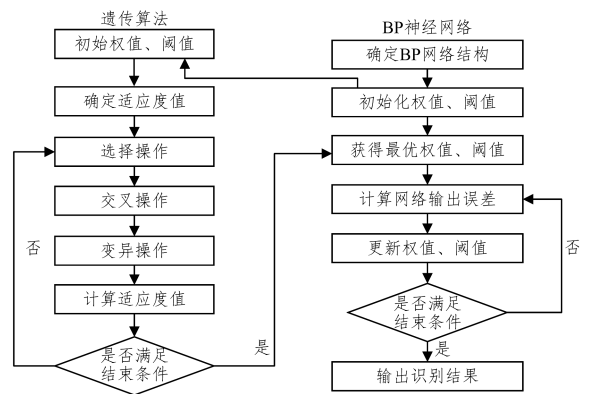 遗传算法
初始权值、阈值
确定适应度值
选择操作
交叉操作
变异操作
计算适应度值
是否满足
结束条件
否
是
BP神经网络
确定BP网络结构
初始化权值、阈值
获得最优权值、阈值
计算网络输出误差
更新权值、阈值
是否满足
结束条件
否
是
输出识别结果